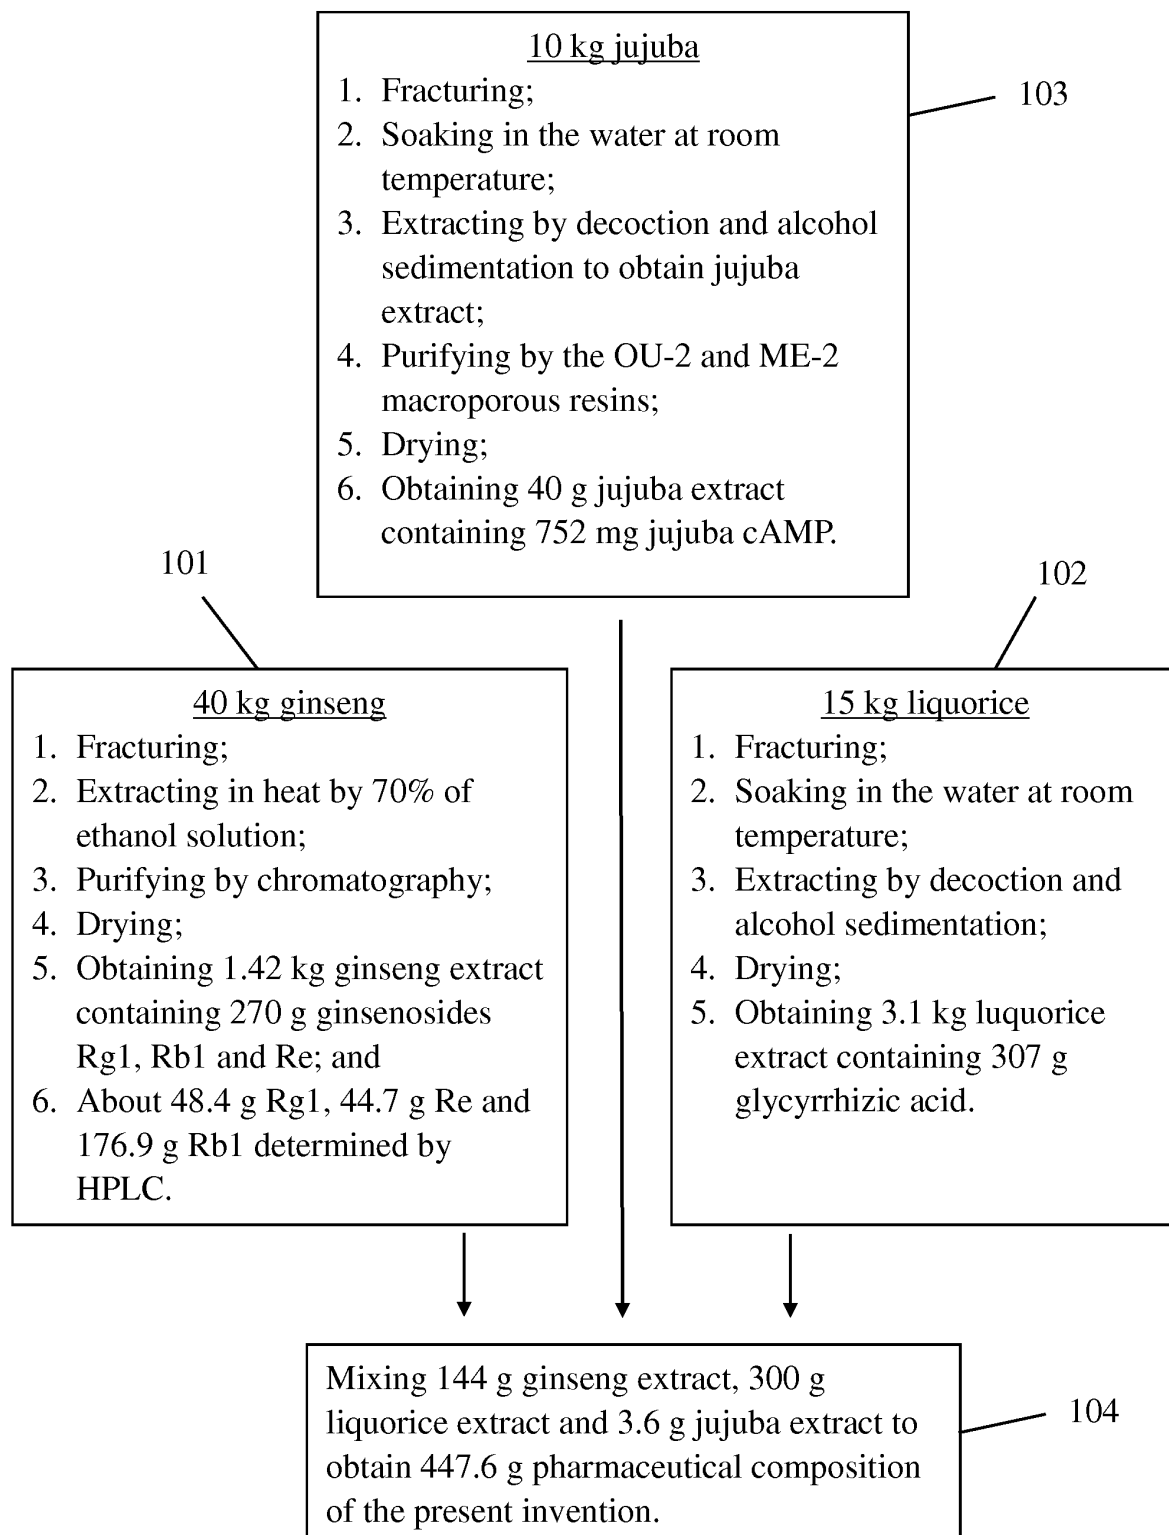 10 kg jujuba
1. Fracturing;
2. Soaking in the water at room
temperature;
3. Extracting by decoction and alcohol
sedimentation to obtain jujuba
extract;
4. Purifying by the OU-2 and ME-2
macroporous resins;
5. Drying;
6. Obtaining 40 g jujuba extract
containing 752 mg jujuba cAMP.
103
101
40 kg ginseng
1. Fracturing;
2. Extracting in heat by 70% of
ethanol solution;
3. Purifying by chromatography;
4. Drying;
5. Obtaining 1.42 kg ginseng extract
containing 270 g ginsenosides
Rg1, Rb1 and Re; and
6. About 48.4 g Rg1, 44.7 g Re and
176.9 g Rb1 determined by
HPLC.
102
15 kg liquorice
1. Fracturing;
2. Soaking in the water at room
temperature;
3. Extracting by decoction and
alcohol sedimentation;
4. Drying;
5. Obtaining 3.1 kg luquorice
extract containing 307 g
glycyrrhizic acid.
Mixing 144 g ginseng extract, 300 g
liquorice extract and 3.6 g jujuba extract to
obtain 447.6 g pharmaceutical composition
of the present invention.
104